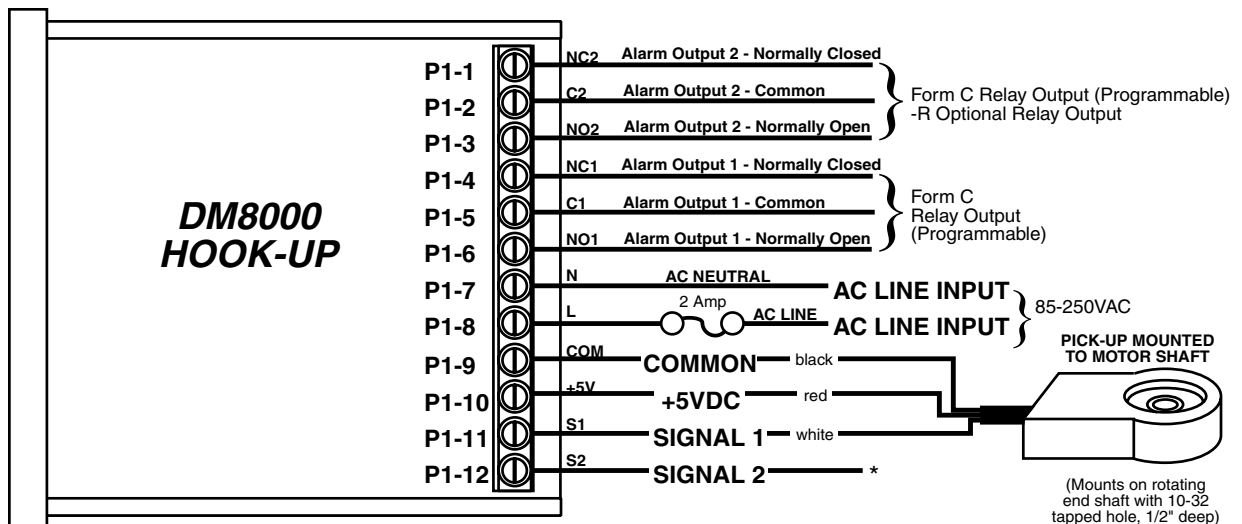 DM8000
HOOK-UP
P1-1 NC2 Alarm Output 2 - Normally Closed
P1-2 C2 Alarm Output 2 - Common
P1-3 NO2 Alarm Output 2 - Normally Open
Form C Relay Output (Programmable)
-R Optional Relay Output
P1-4 NC1 Alarm Output 1 - Normally Closed
P1-5 C1 Alarm Output 1 - Common
P1-6 NO1 Alarm Output 1 - Normally Open
Form C
Relay Output
(Programmable)
P1-7 N AC NEUTRAL AC LINE INPUT
P1-8 L 2 Amp AC LINE AC LINE INPUT
85-250VAC
P1-9 COM COMMON black
P1-10 +5V +5VDC red
P1-11 S1 SIGNAL 1 white
P1-12 S2 SIGNAL 2 *
PICK-UP MOUNTED
TO MOTOR SHAFT
(Mounts on rotating
end shaft with 10-32
tapped hole, 1/2" deep)